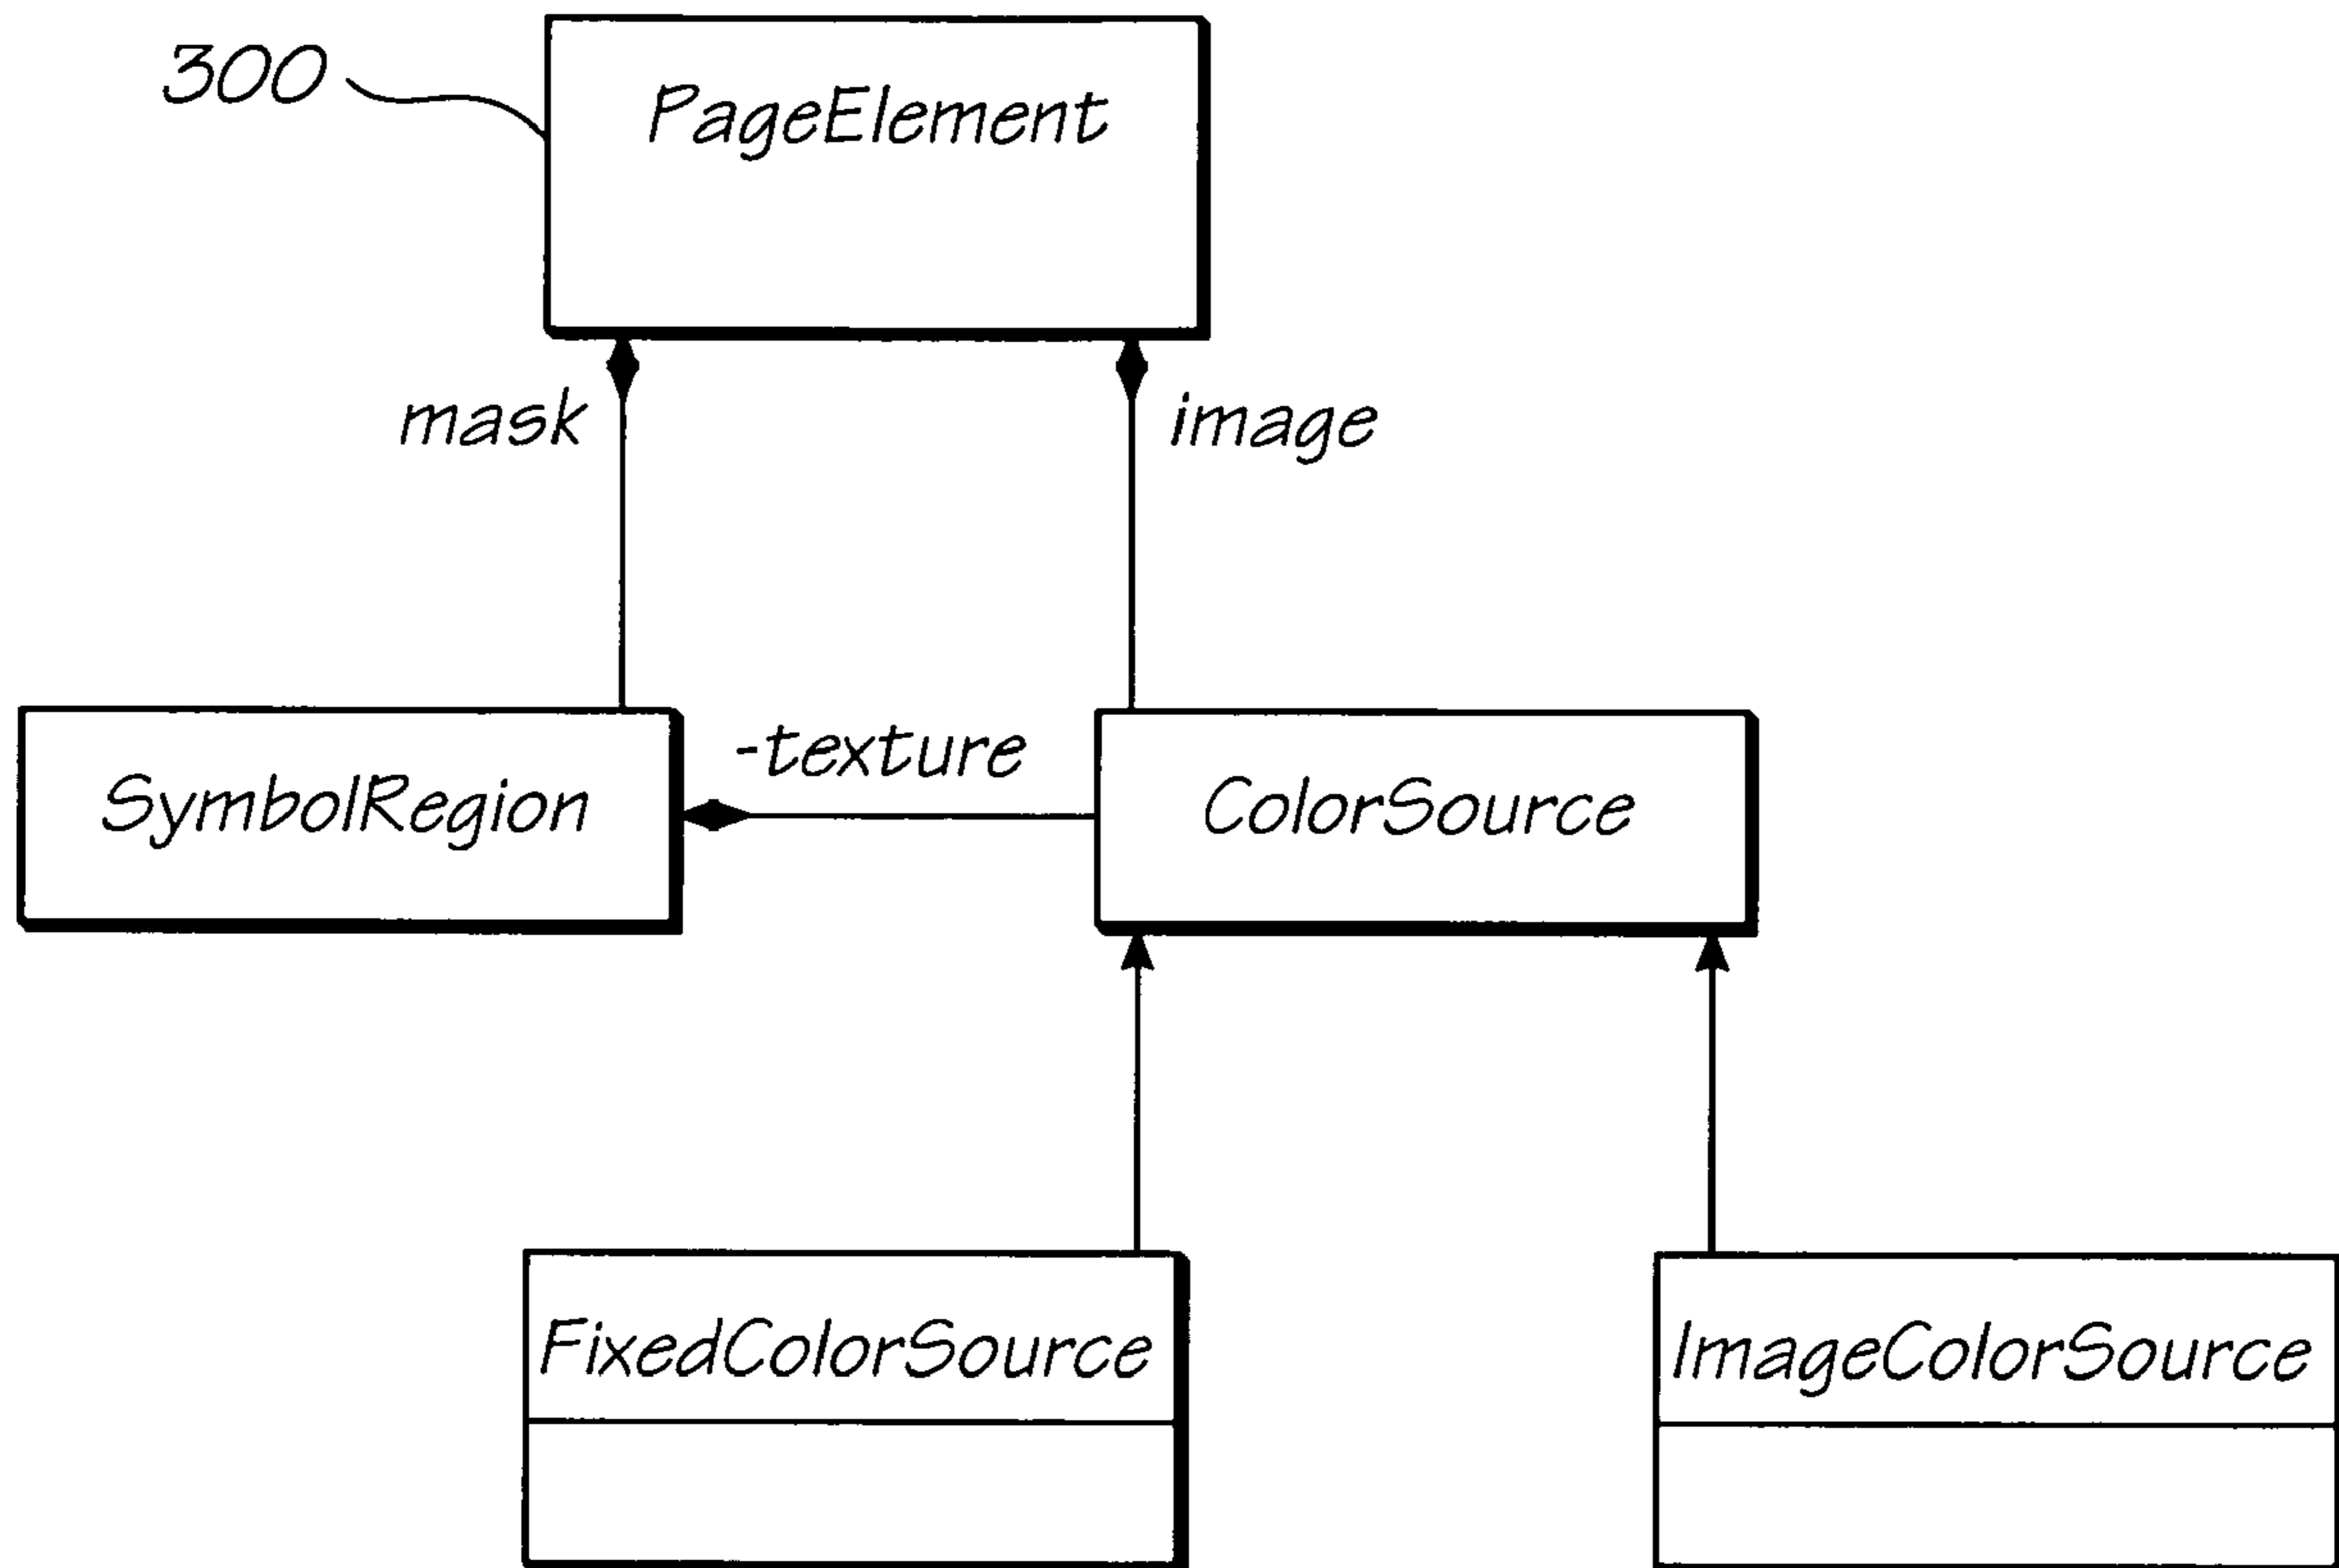 300
PageElement
mask
image
-texture
SymbolRegion
ColorSource
FixedColorSource
ImageColorSource